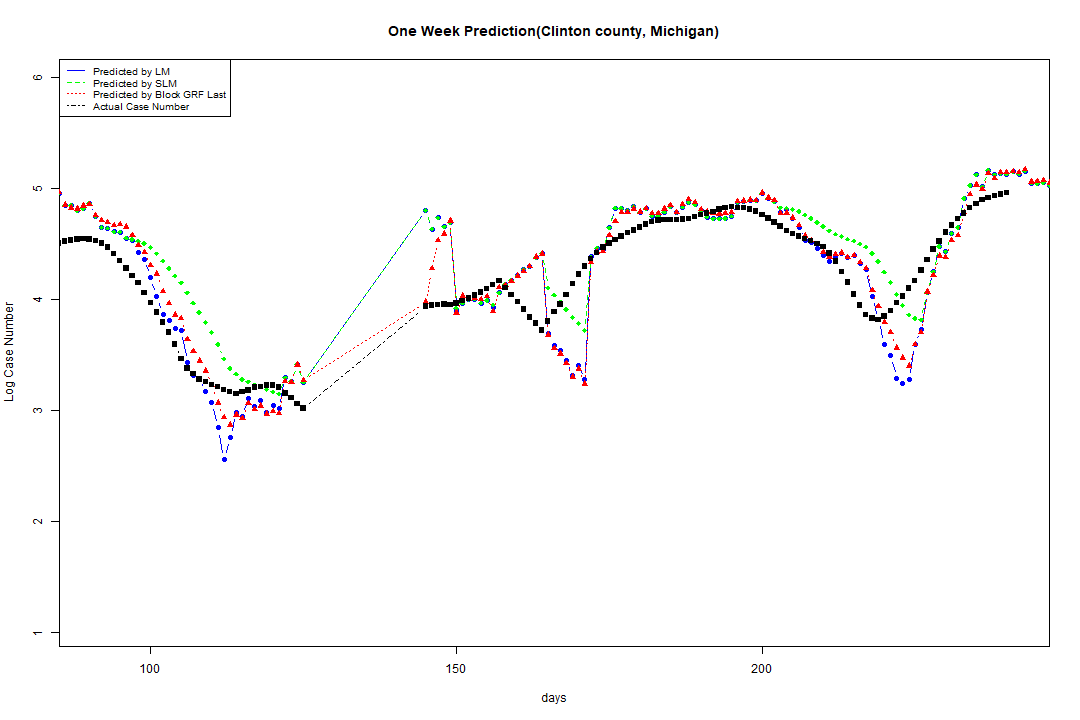 One Week Prediction(Clinton county, Michigan)
Predicted by LM
Predicted by SLM
Predicted by Block GRF Last
Actual Case Number
6
5
4
3
2
1
Log Case Number
100 150 200
days